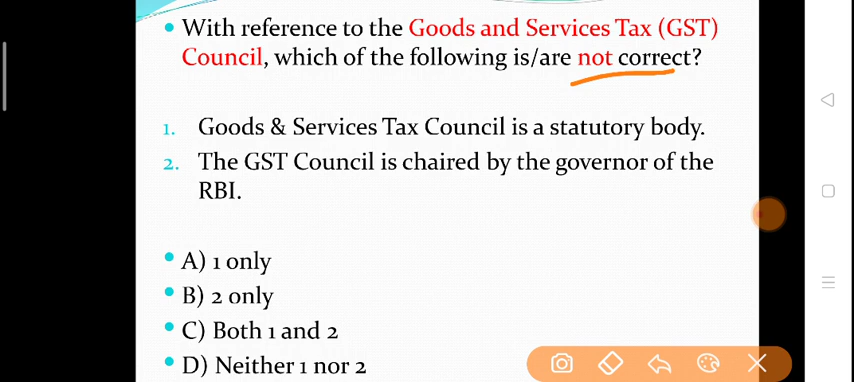 • With reference to the Goods and Services Tax (GST)
Council, which of the following is/are not correct?
1. Goods & Services Tax Council is a statutory body.
2. The GST Council is chaired by the governor of the
RBI.
• A) 1 only
• B) 2 only
• C) Both 1 and 2
• D) Neither 1 nor 2